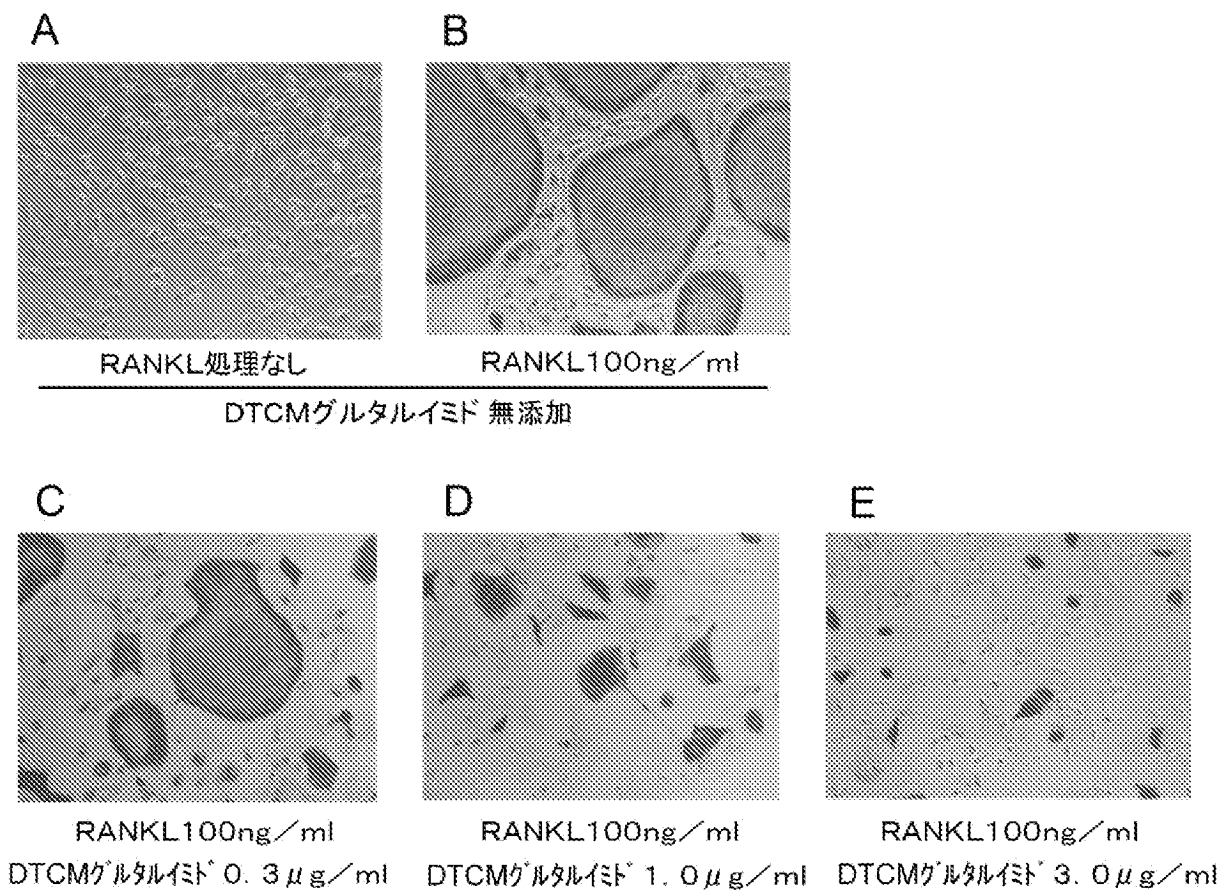 A
B
RANKL処理なし
RANKL100ng/ml
DTCMグルタルイミド 無添加
C
D
E
RANKL100ng/ml
RANKL100ng/ml
RANKL100ng/ml
DTCMグルタルイミド 0.3μg/ml
DTCMグルタルイミド 1.0μg/ml
DTCMグルタルイミド 3.0μg/ml